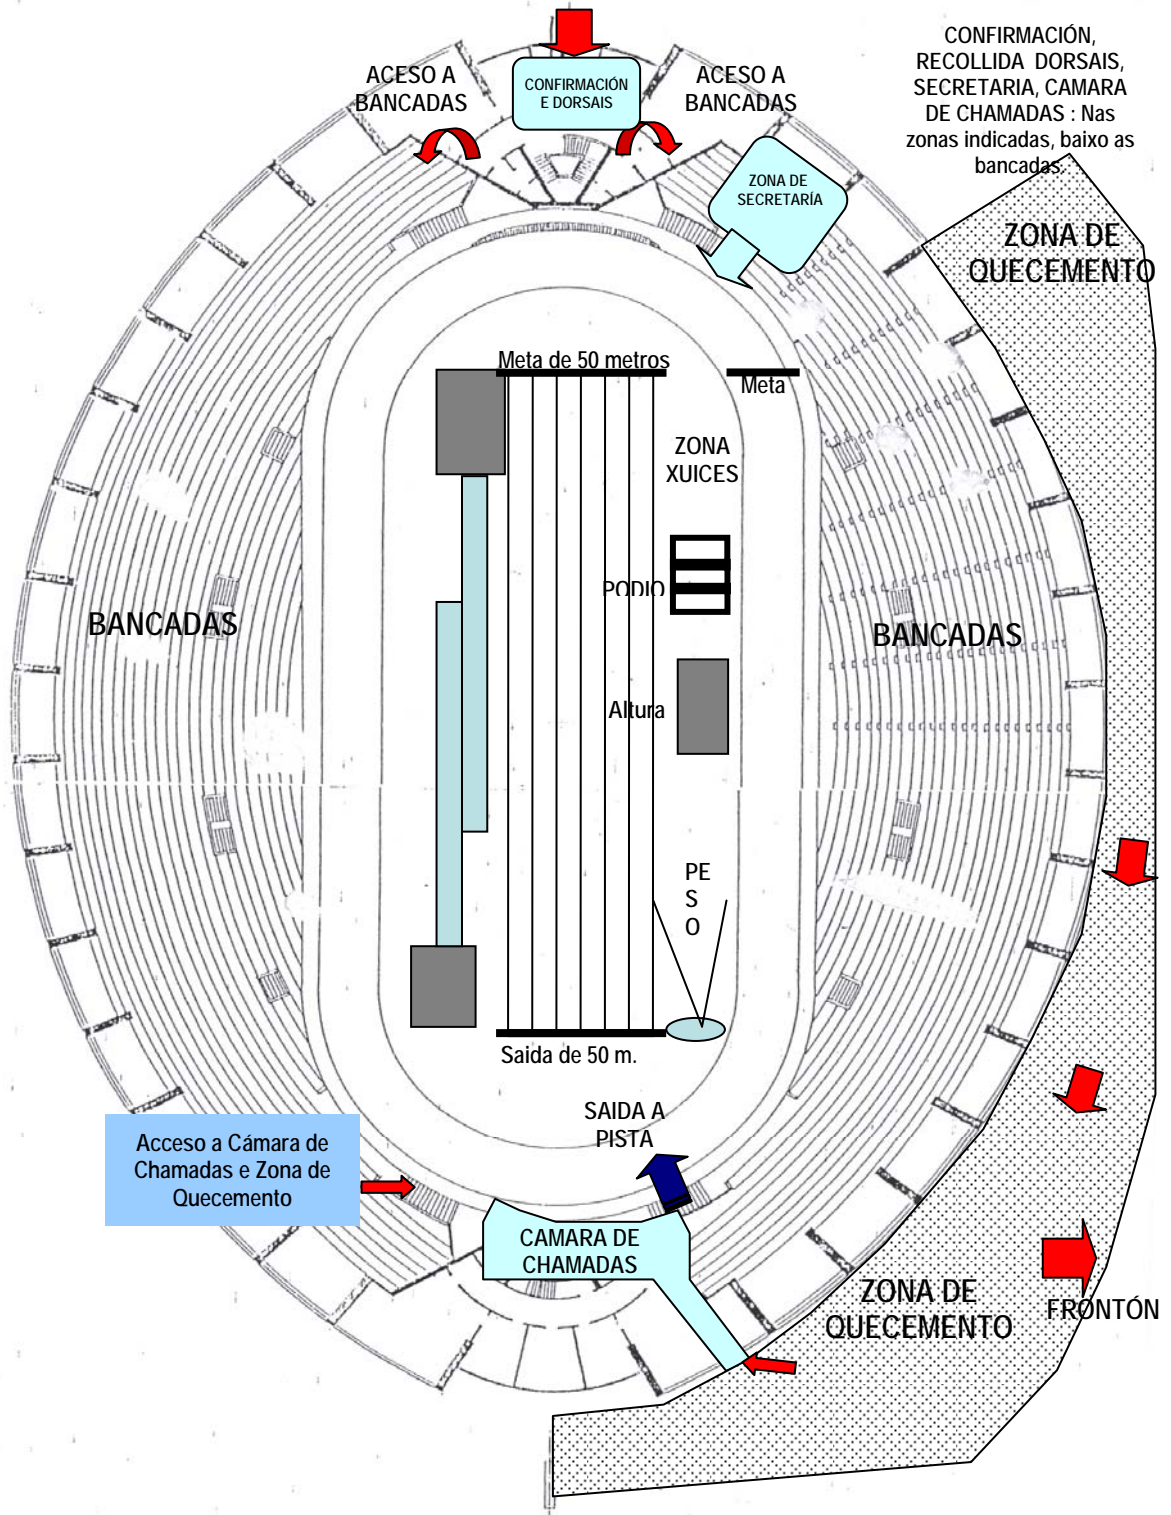 CONFIRMACIÓN,
RECOLLIDA DORSAIS,
SECRETARIA, CAMARA
DE CHAMADAS : Nas
zonas indicadas, baixo as
bancadas.
ACESO A
BANCADAS
CONFIRMACIÓN
E DORSAIS
ACESO A
BANCADAS
ZONA DE
SECRETARÍA
ZONA DE
QUECEMENTO
Meta de 50 metros
Meta
ZONA
XUICES
PODIO
BANCADAS
BANCADAS
Altura
PE
S
O
Saida de 50 m.
SAIDA A
PISTA
Acceso a Cámara de
Chamadas e Zona de
Quecemento
CAMARA DE
CHAMADAS
ZONA DE
QUECEMENTO
FRONTÓN